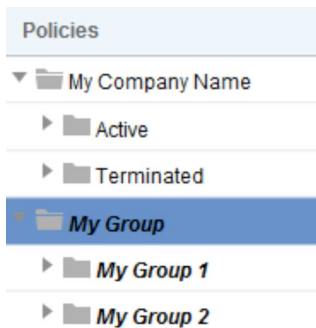 Policies
My Company Name
Active
Terminated
My Group
My Group 1
My Group 2